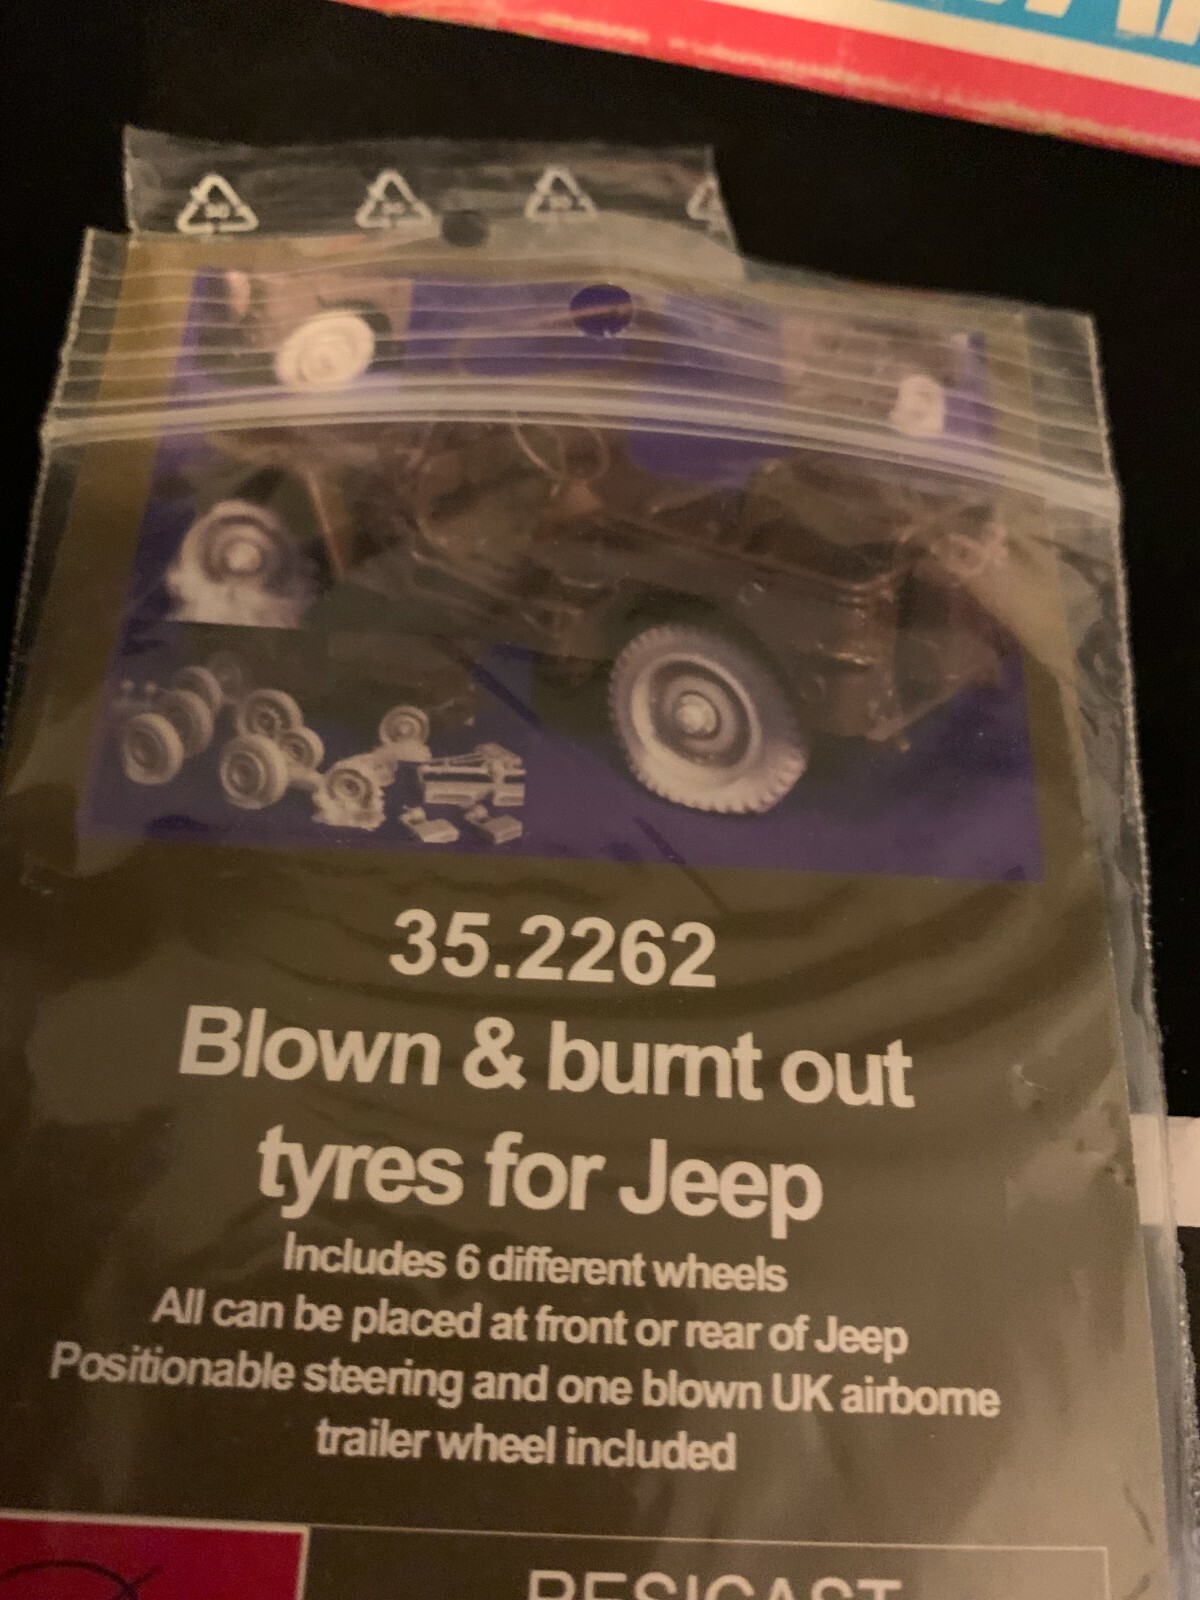 35.2262
Blown & burnt out
tyres for Jeep
Includes 6 different wheels
All can be placed at front or rear of Jeep
Positionable steering and one blown UK airborne
trailer wheel included
RESICAST